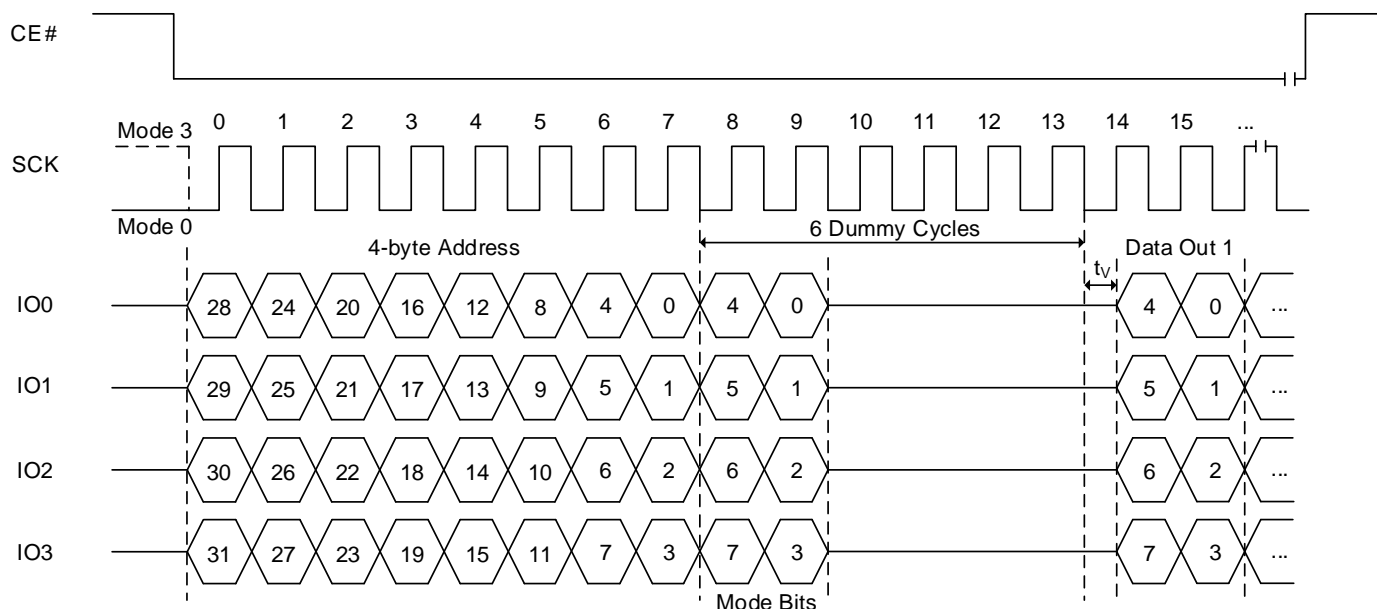 CE#
Mode 3 0 1 2 3 4 5 6 7 8 9 10 11 12 13 14 15 ...
SCK
Mode 0
4-byte Address 6 Dummy Cycles Data Out 1
tV
IO0 28 24 20 16 12 8 4 0 4 0 4 0 ...
IO1 29 25 21 17 13 9 5 1 5 1 5 1 ...
IO2 30 26 22 18 14 10 6 2 6 2 6 2 ...
IO3 31 27 23 19 15 11 7 3 7 3 7 3 ...
Mode Bits